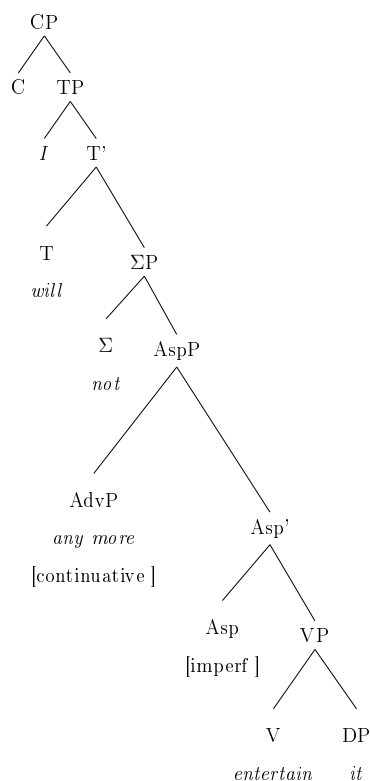 CP
C TP
I T'
T
ΣP
will
Σ
AspP
not
AdvP
any more
Asp'
[continuative ]
Asp
VP
[imperf ]
V DP
entertain it